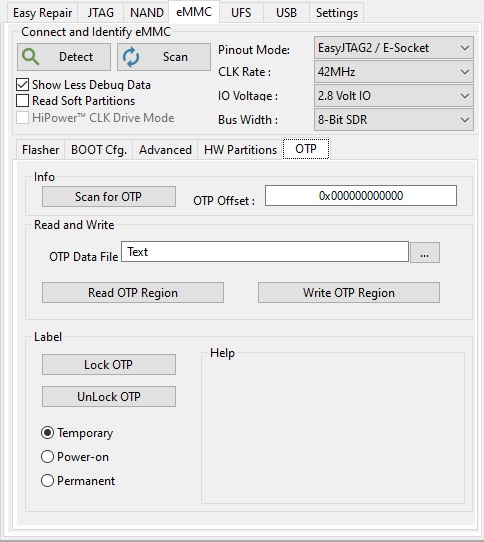 Easy Repair JTAG NAND eMMC UFS USB Settings
Connect and Identify eMMC
Detect Scan
Show Less Debug Data
Read Soft Partitions
HiPower™ CLK Drive Mode
Pinout Mode: EasyJTAG2 / E-Socket
CLK Rate : 42MHz
IO Voltage : 2.8 Volt IO
Bus Width : 8-Bit SDR
Flasher BOOT Cfg. Advanced HW Partitions OTP
Info
Scan for OTP OTP Offset : 0x000000000000
Read and Write
OTP Data File Text ...
Read OTP Region Write OTP Region
Label
Lock OTP
UnLock OTP
Temporary
Power-on
Permanent
Help